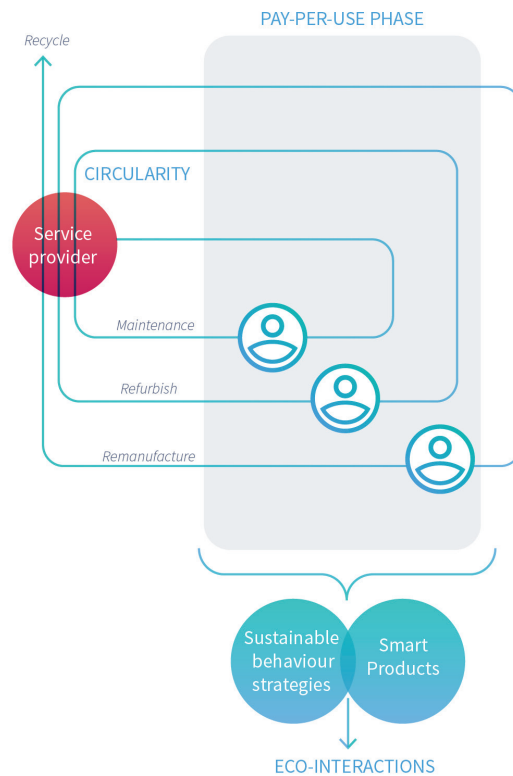 PAY-PER-USE PHASE
Recycle
CIRCULARITY
Service
provider
Maintenance
Refurbish
Remanufacture
Sustainable
behaviour
strategies
Smart
Products
ECO-INTERACTIONS